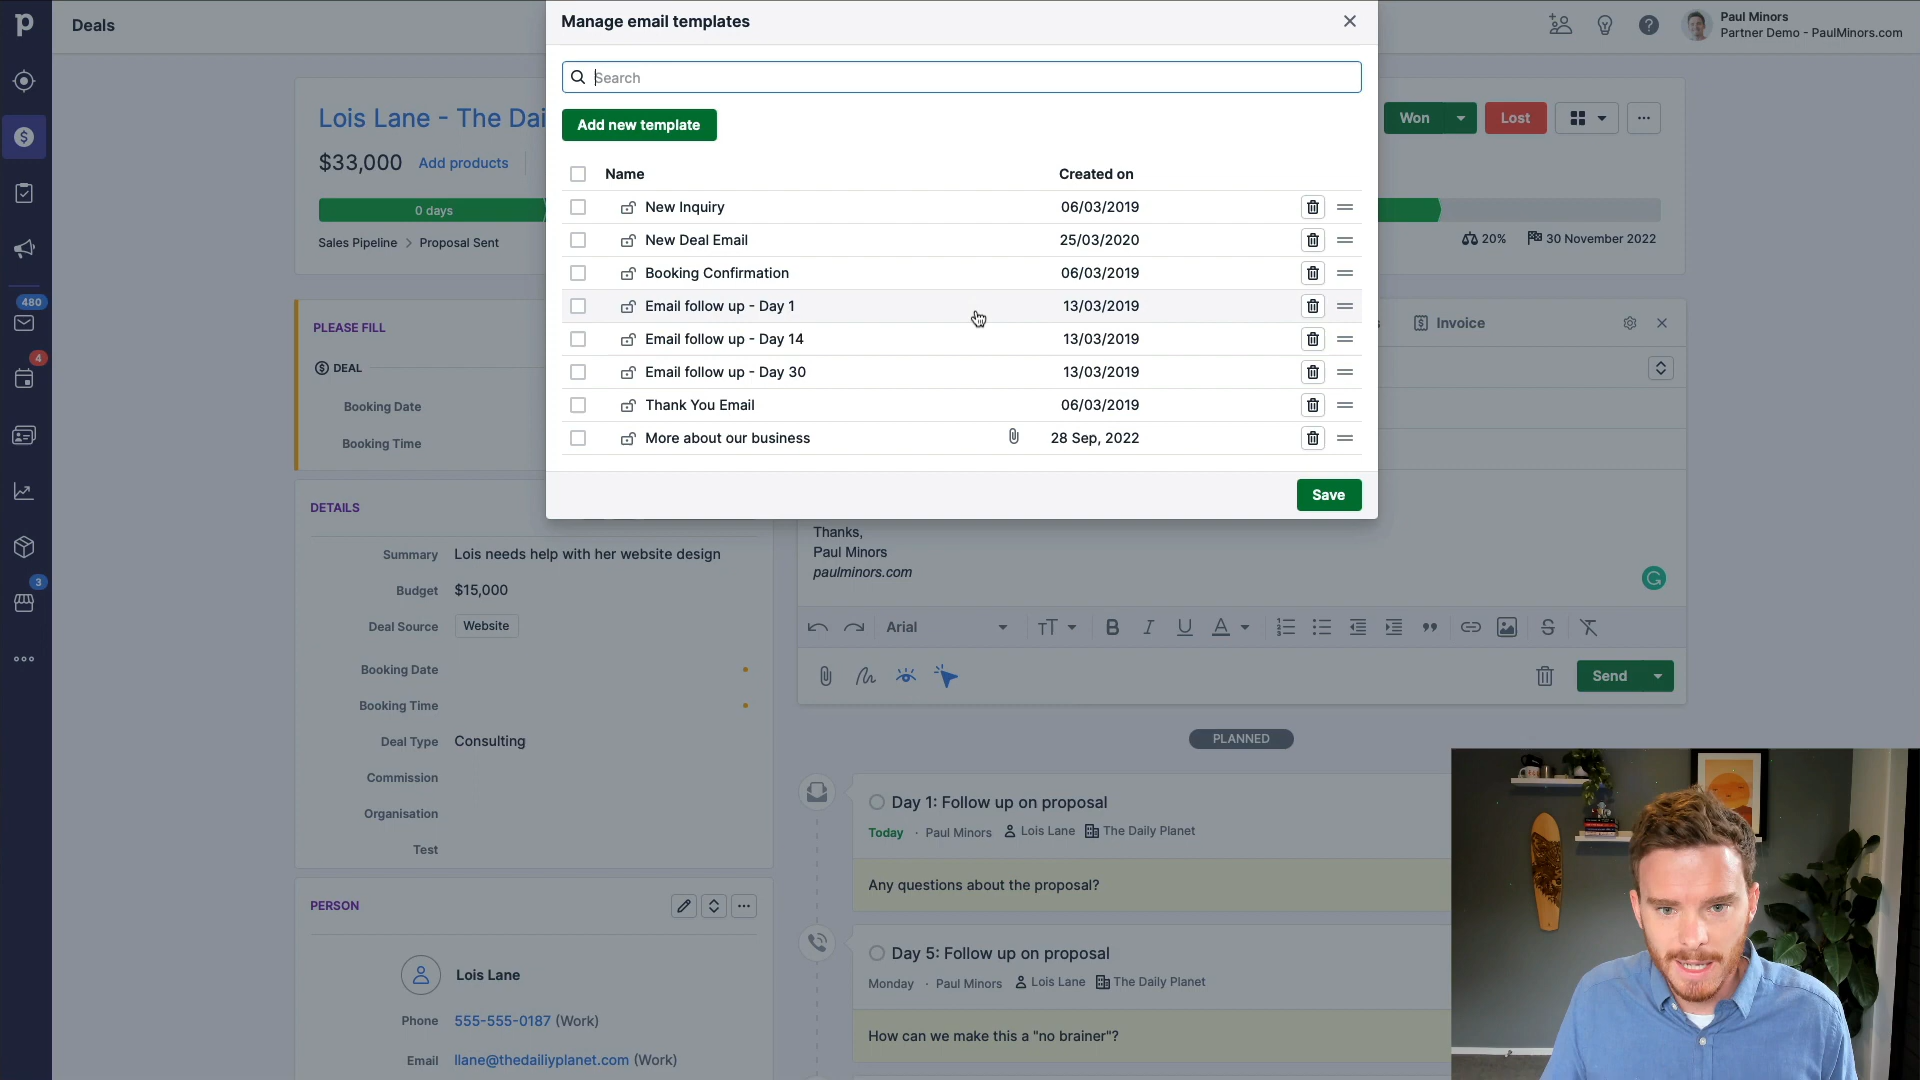 Deals
Manage email templates
Paul Minors
Partner Demo - PaulMinors.com
Search
Add new template
Name
Created on
New Inquiry
06/03/2019
New Deal Email
25/03/2020
Booking Confirmation
06/03/2019
Email follow up - Day 1
13/03/2019
Email follow up - Day 14
13/03/2019
Email follow up - Day 30
13/03/2019
Thank You Email
06/03/2019
More about our business
28 Sep, 2022
Save
Lois Lane - The Dai
$33,000
Add products
Won
Lost
0 days
Sales Pipeline > Proposal Sent
20%
30 November 2022
PLEASE FILL
DEAL
Booking Date
Booking Time
DETAILS
Summary Lois needs help with her website design
Budget $15,000
Deal Source Website
Booking Date
Booking Time
Deal Type Consulting
Commission
Organisation
Test
PERSON
Lois Lane
Phone 555-555-0187 (Work)
Email llane@thedailiyplanet.com (Work)
480
4
3
Invoice
Thanks,
Paul Minors
paulminors.com
Arial
Send
PLANNED
Day 1: Follow up on proposal
Today · Paul Minors Lois Lane The Daily Planet
Any questions about the proposal?
Day 5: Follow up on proposal
Monday · Paul Minors Lois Lane The Daily Planet
How can we make this a "no brainer"?